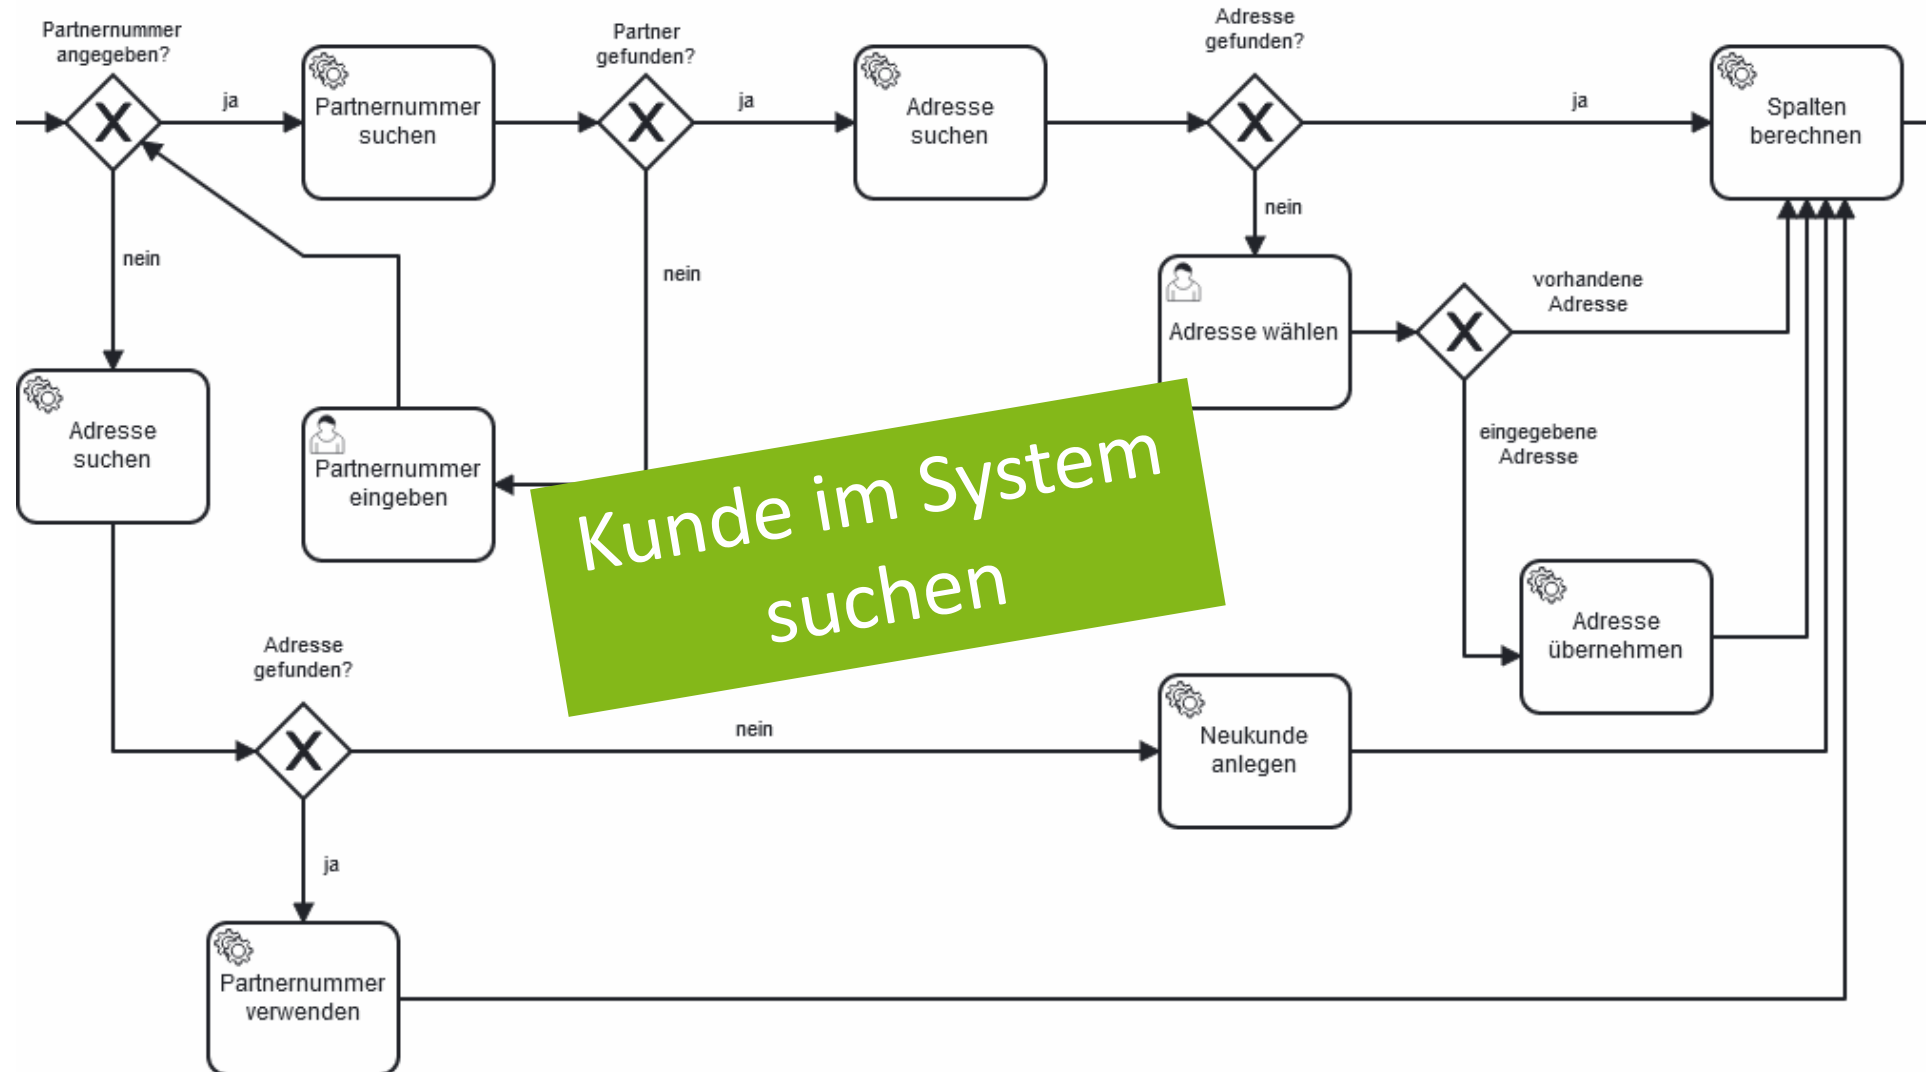 Partnernummer
angegeben?
ja
Partnernummer
suchen
Partner
gefunden?
ja
Adresse
suchen
Adresse
gefunden?
ja
Spalten
berechnen
nein
nein
nein
Adresse wählen
vorhandene
Adresse
eingegebene
Adresse
Adresse
suchen
Partnernummer
eingeben
Kunde im System
suchen
Adresse
übernehmen
Adresse
gefunden?
nein
Neukunde
anlegen
ja
Partnernummer
verwenden